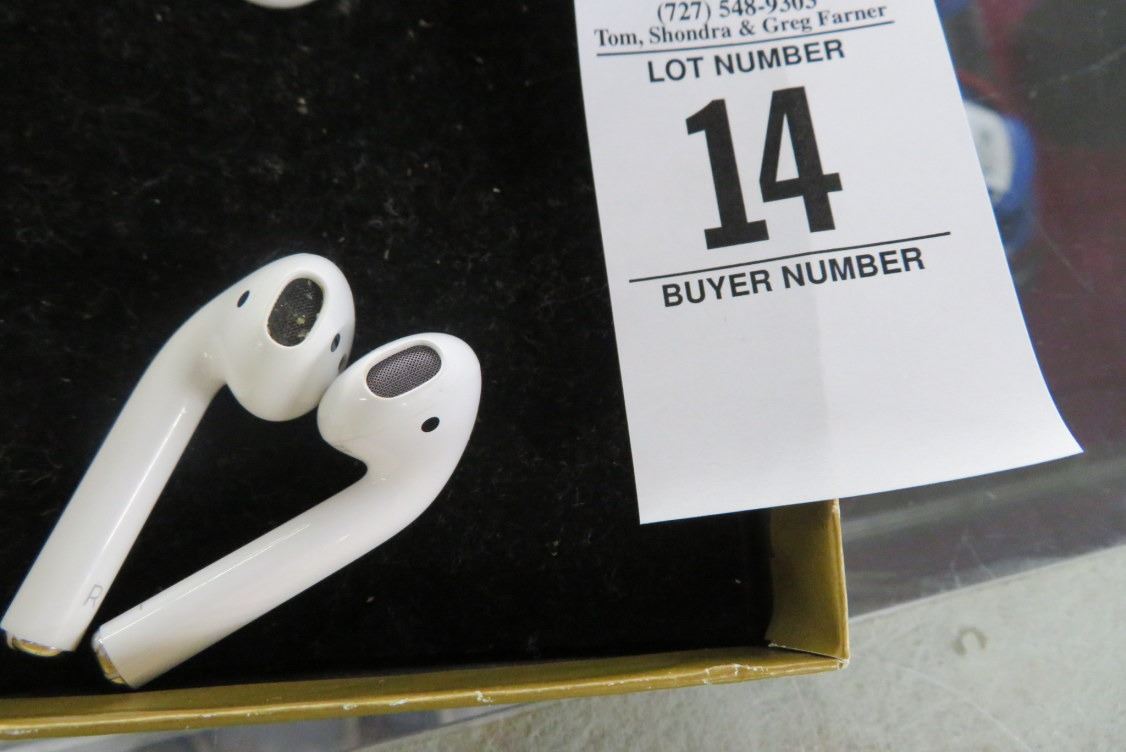 (727) 548-9303
Tom, Shondra & Greg Farner
LOT NUMBER
14
BUYER NUMBER
R